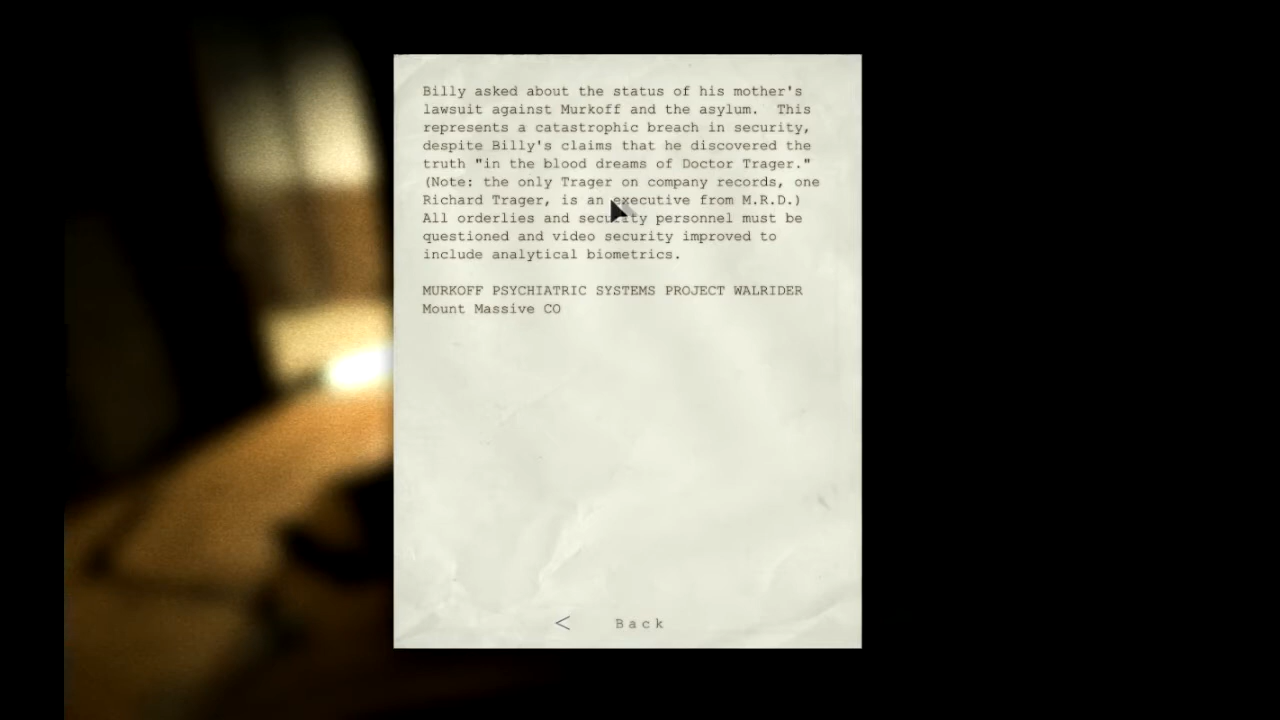 Billy asked about the status of his mother's
lawsuit against Murkoff and the asylum.  This
represents a catastrophic breach in security,
despite Billy's claims that he discovered the
truth "in the blood dreams of Doctor Trager."
(Note: the only Trager on company records, one
Richard Trager, is an executive from M.R.D.)
All orderlies and security personnel must be
questioned and video security improved to
include analytical biometrics.
MURKOFF PSYCHIATRIC SYSTEMS PROJECT WALRIDER
Mount Massive CO
< Back